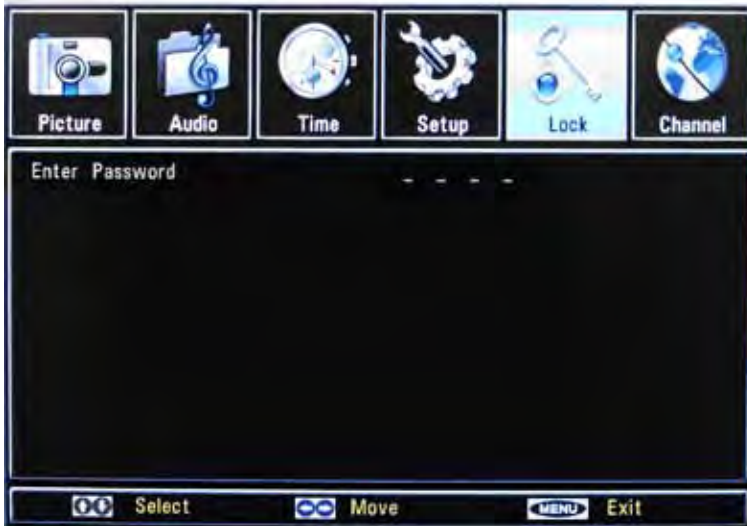 Picture Audio Time Setup Lock Channel
Enter Password _ _ _ _
Select Move MENU Exit